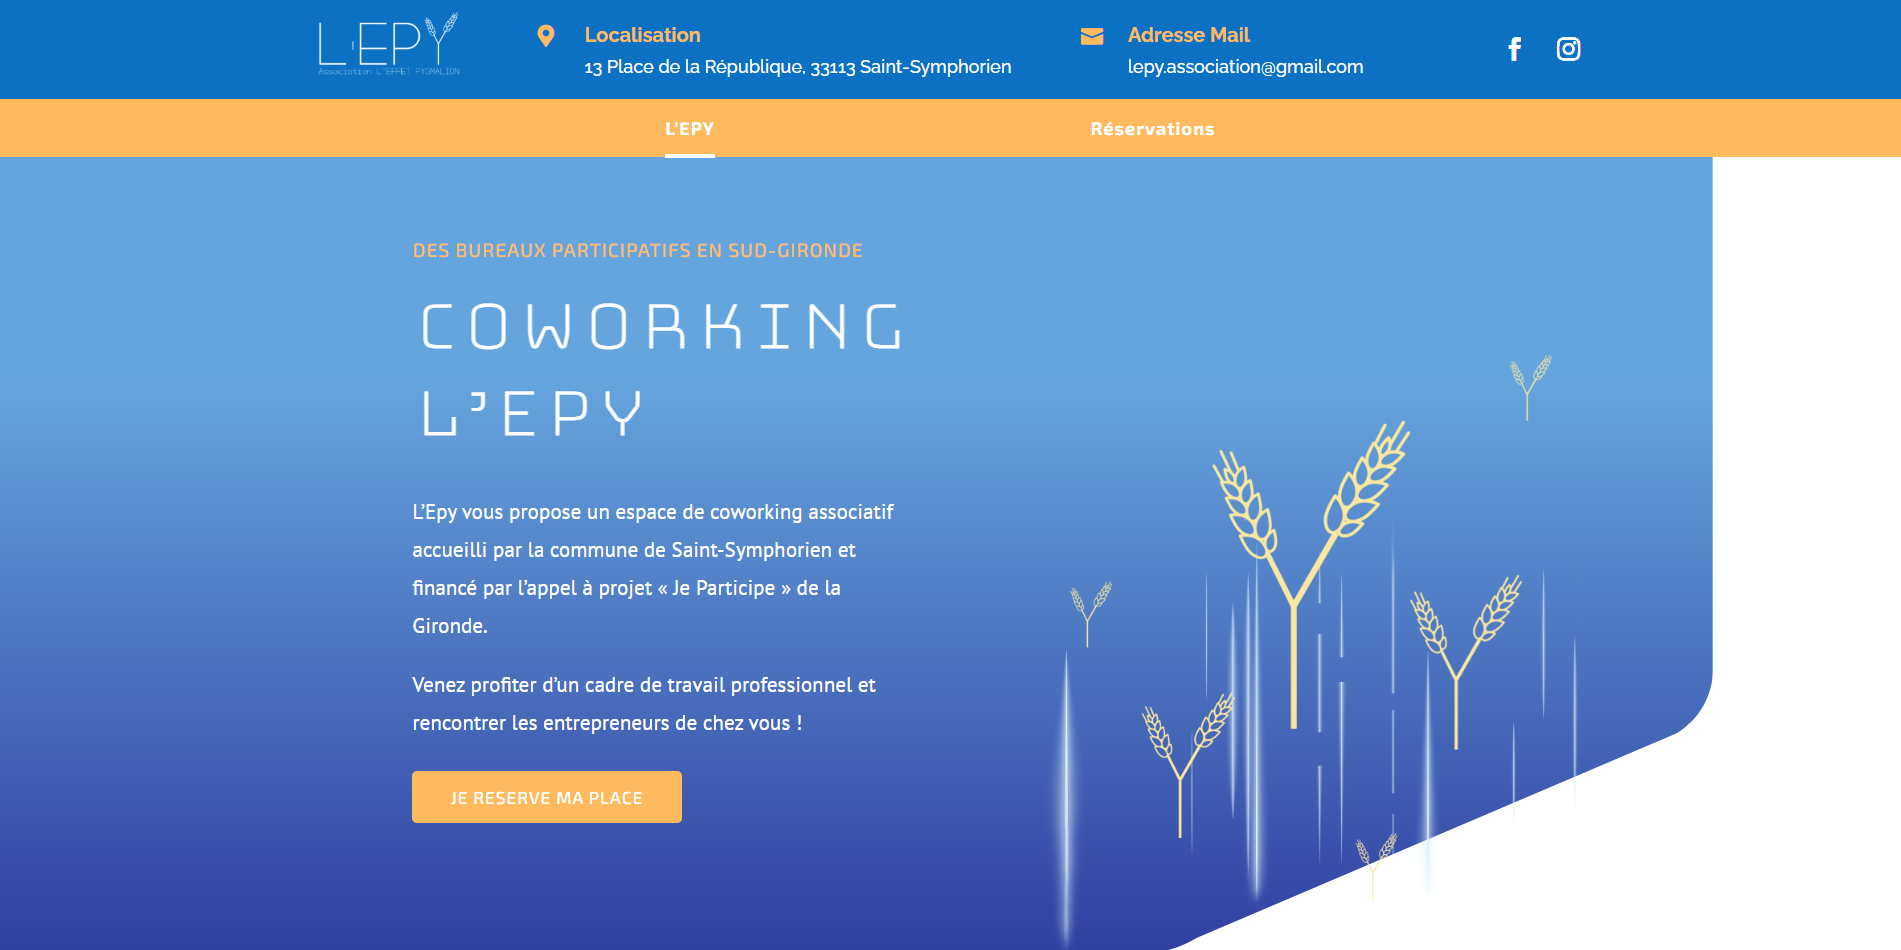 L'EPY
Association L'EFFET PYGMALION
Localisation
13 Place de la République, 33113 Saint-Symphorien
Adresse Mail
lepy.association@gmail.com
L'EPY
Réservations
DES BUREAUX PARTICIPATIFS EN SUD-GIRONDE
COWORKING
L’EPY
L’Epy vous propose un espace de coworking associatif
accueilli par la commune de Saint-Symphorien et
financé par l’appel à projet « Je Participe » de la
Gironde.
Venez profiter d’un cadre de travail professionnel et
rencontrer les entrepreneurs de chez vous !
JE RESERVE MA PLACE